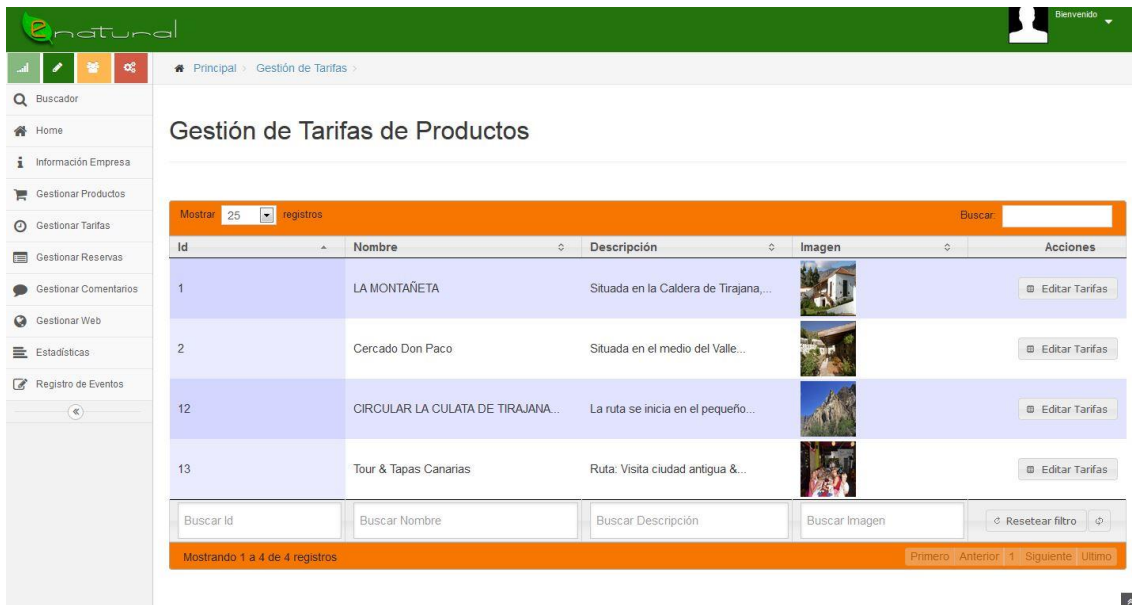 enatural
Bienvenido
Principal > Gestión de Tarifas >
Buscador
Home
Información Empresa
Gestionar Productos
Gestionar Tarifas
Gestionar Reservas
Gestionar Comentarios
Gestionar Web
Estadísticas
Registro de Eventos
Gestión de Tarifas de Productos
Mostrar 25 registros Buscar:
Id Nombre Descripción Imagen Acciones
1 LA MONTAÑETA Situada en la Caldera de Tirajana,... Editar Tarifas
2 Cercado Don Paco Situada en el medio del Valle... Editar Tarifas
12 CIRCULAR LA CULATA DE TIRAJANA... La ruta se inicia en el pequeño... Editar Tarifas
13 Tour & Tapas Canarias Ruta: Visita ciudad antigua &... Editar Tarifas
Buscar Id Buscar Nombre Buscar Descripción Buscar Imagen Resetear filtro
Mostrando 1 a 4 de 4 registros Primero Anterior 1 Siguiente Ultimo